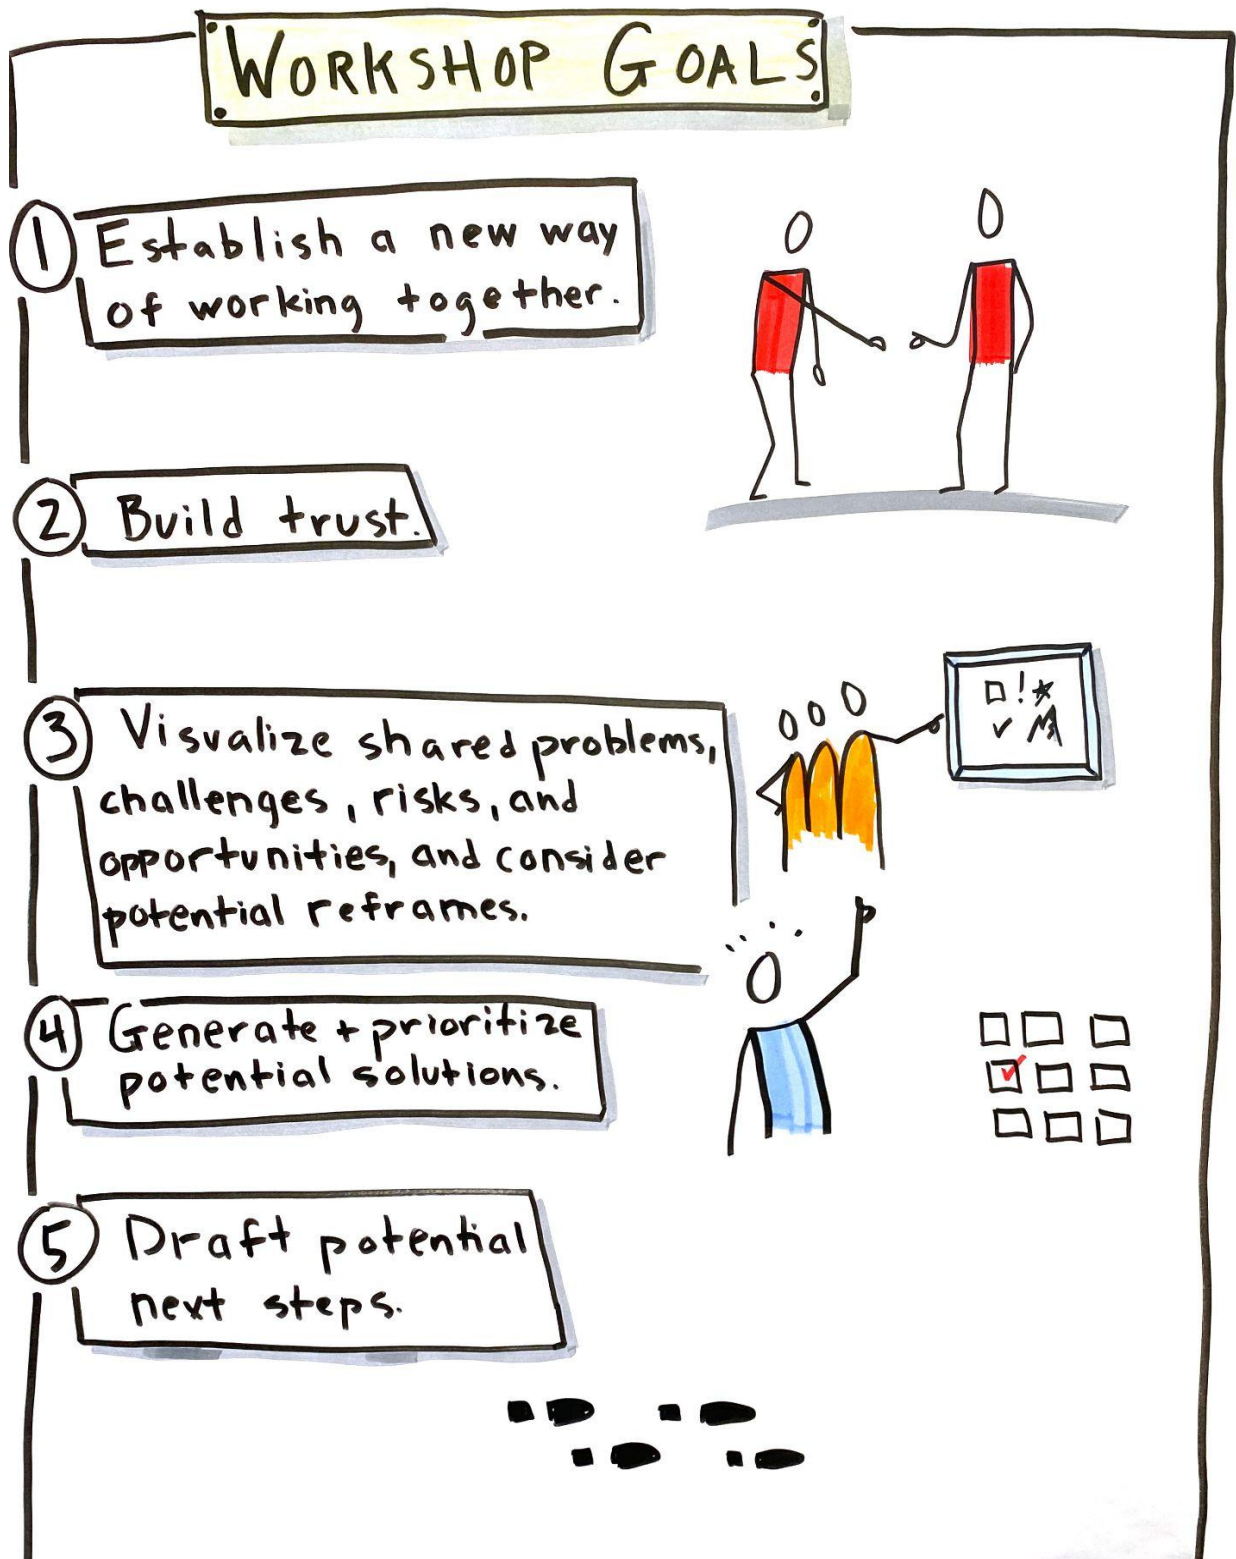 WORKSHOP GOALS
1 Establish a new way
of working together.
2 Build trust.
3 Visualize shared problems,
challenges, risks, and
opportunities, and consider
potential reframes.
4 Generate + prioritize
potential solutions.
5 Draft potential
next steps.